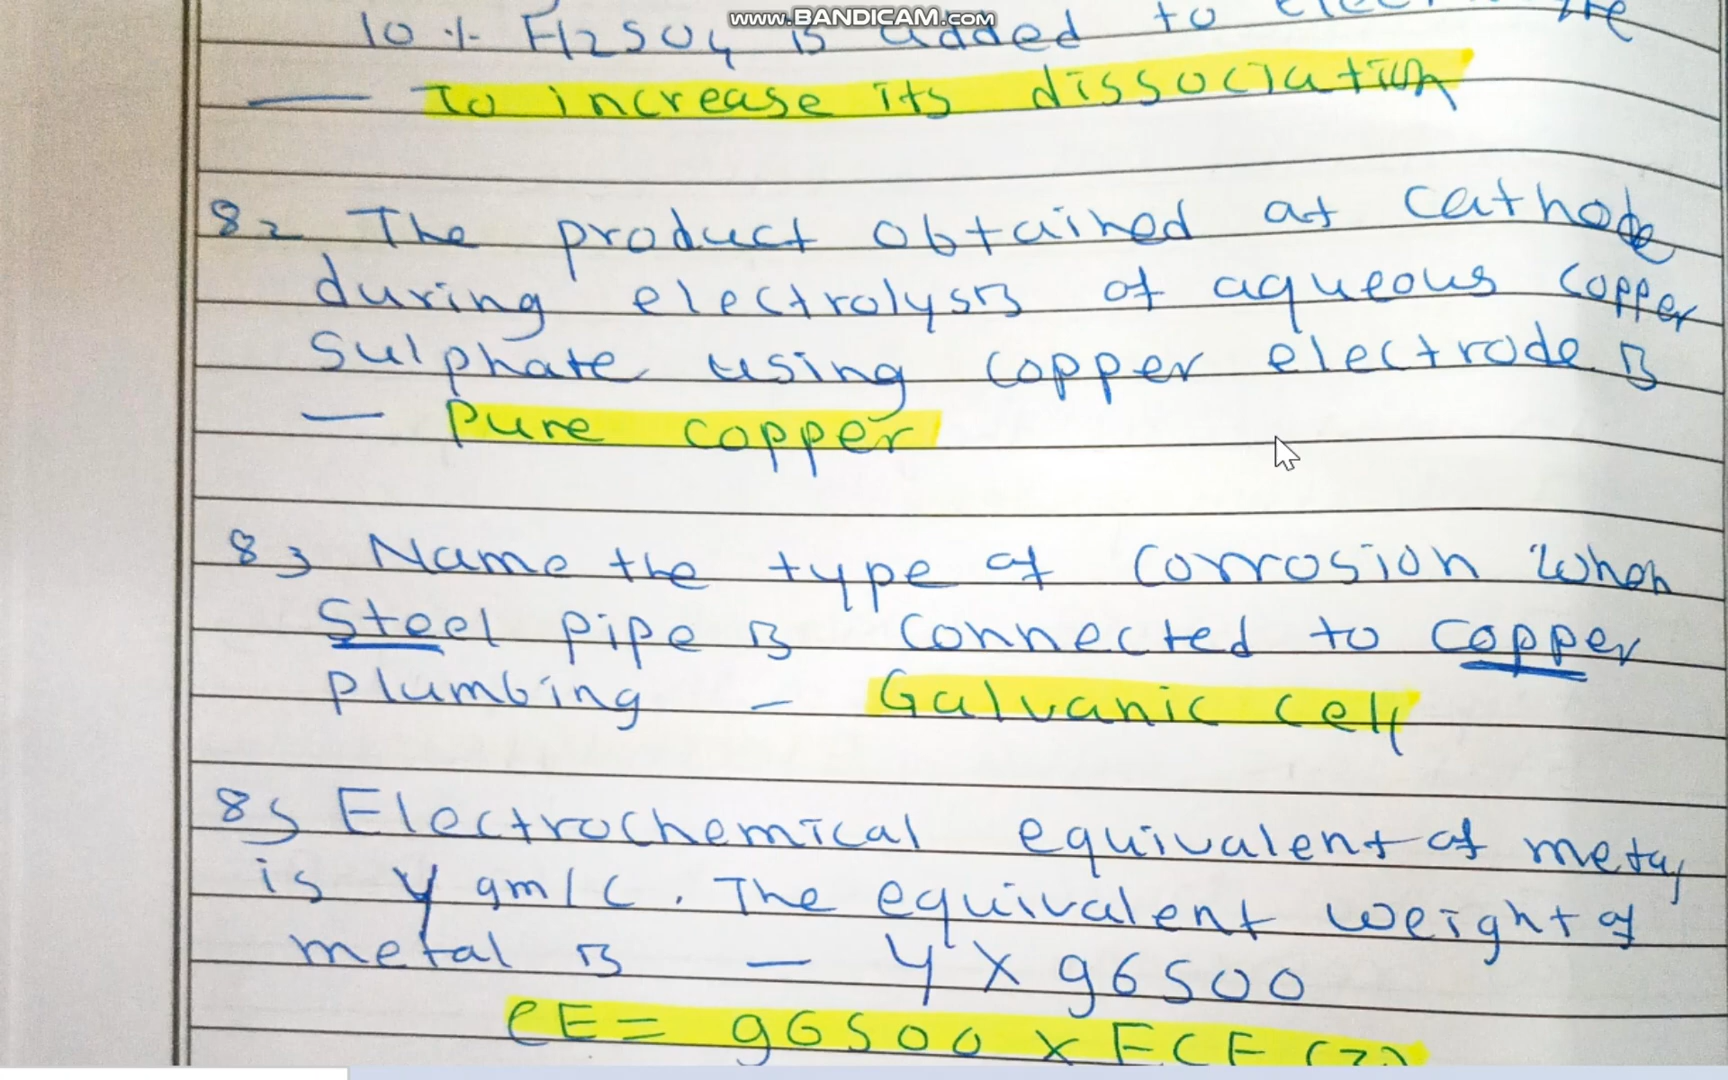 www.BANDICAM.com
10 % H2SO4 is added to
— To increase its dissociation
82 The product obtained at cathode
during electrolysis of aqueous copper
sulphate using copper electrode is
— Pure copper
83 Name the type of corrosion when
steel pipe is connected to copper
plumbing — Galvanic cell
85 Electrochemical equivalent of metal
is y gm/C. The equivalent weight of
metal is — y x 96500
96500 x ECE (Z)